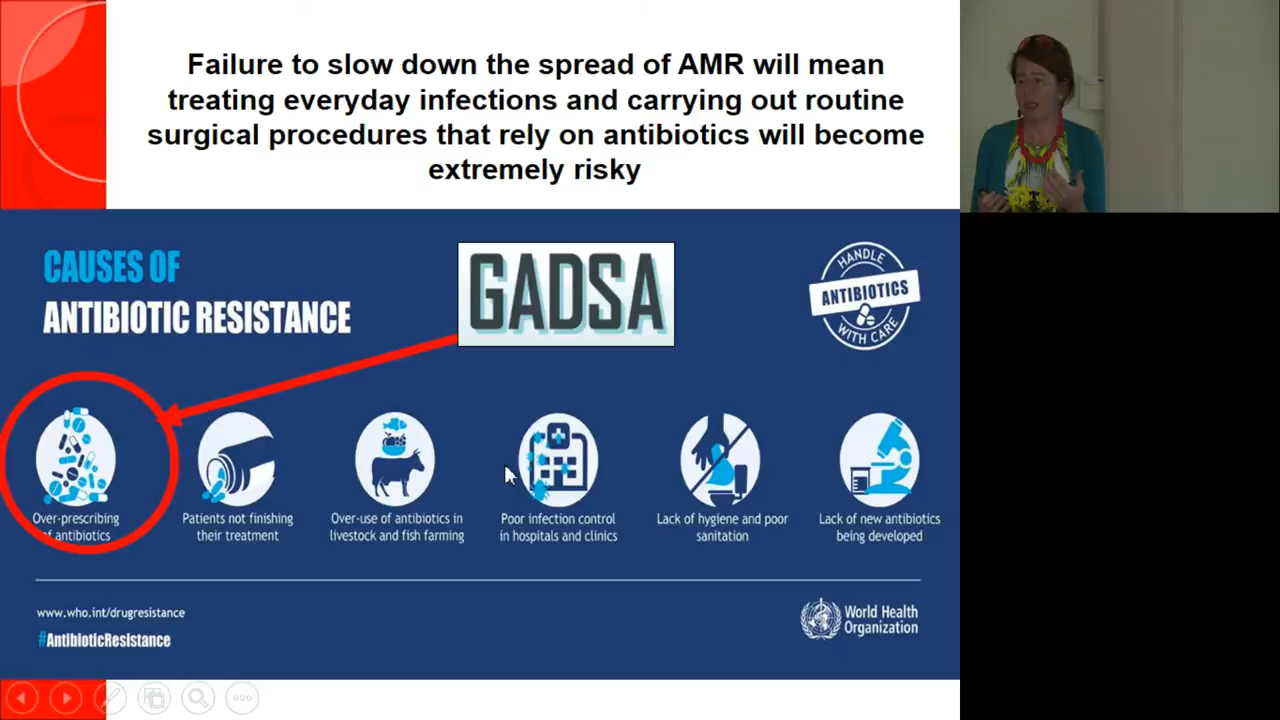 Failure to slow down the spread of AMR will mean
treating everyday infections and carrying out routine
surgical procedures that rely on antibiotics will become
extremely risky
CAUSES OF
ANTIBIOTIC RESISTANCE
GADSA
HANDLE
ANTIBIOTICS
WITH CARE
Over-prescribing
of antibiotics
Patients not finishing
their treatment
Over-use of antibiotics in
livestock and fish farming
Poor infection control
in hospitals and clinics
Lack of hygiene and poor
sanitation
Lack of new antibiotics
being developed
www.who.int/drugresistance
#AntibioticResistance
World Health
Organization